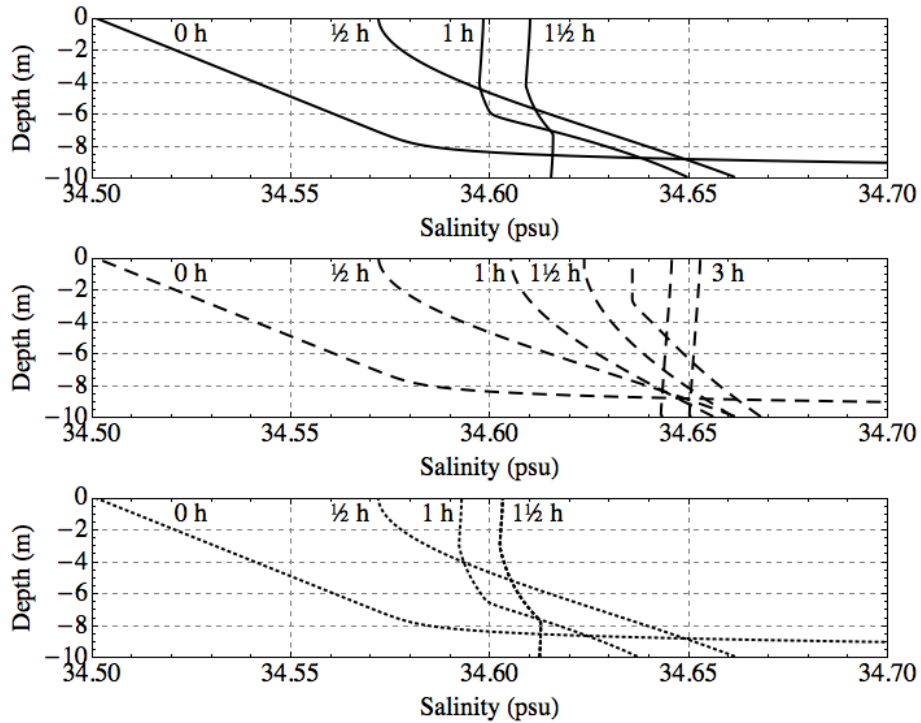 0
−2
−4
−6
−8
−10
Depth (m)
0 h
½ h
1 h
1½ h
34.50
34.55
34.60
34.65
34.70
Salinity (psu)
0
−2
−4
−6
−8
−10
Depth (m)
0 h
½ h
1 h
1½ h
3 h
34.50
34.55
34.60
34.65
34.70
Salinity (psu)
0
−2
−4
−6
−8
−10
Depth (m)
0 h
½ h
1 h
1½ h
34.50
34.55
34.60
34.65
34.70
Salinity (psu)